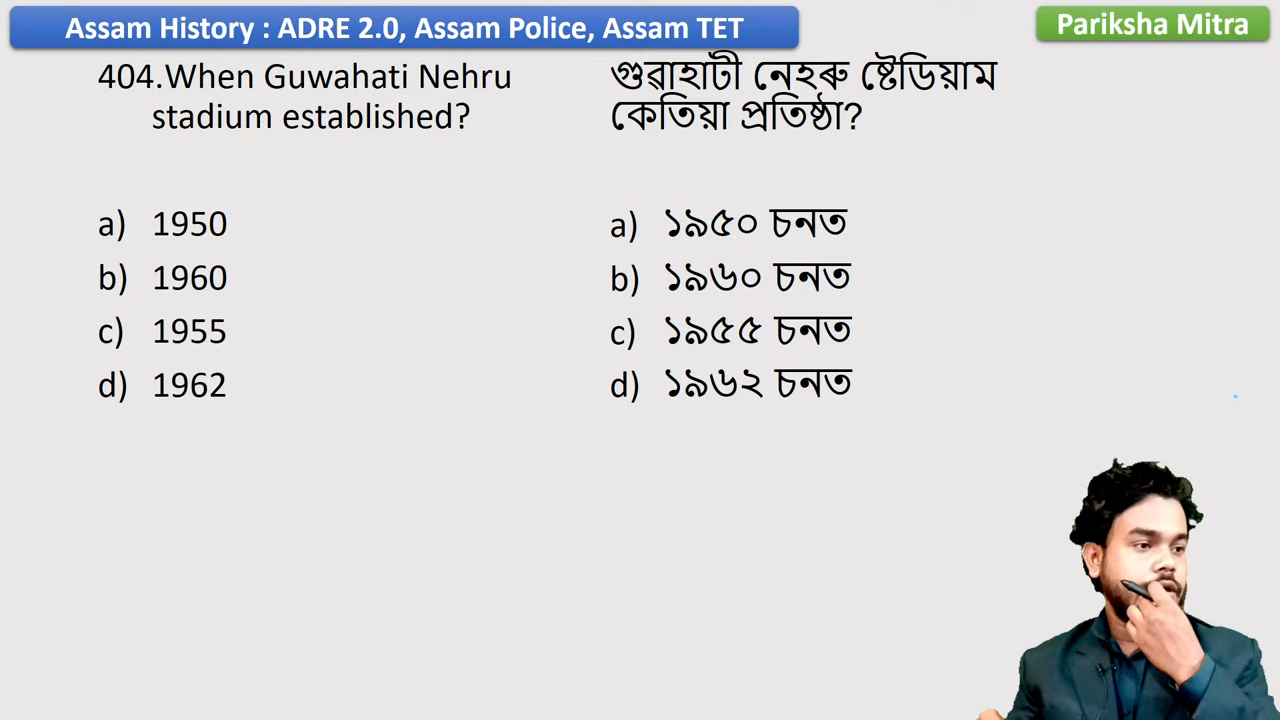 Assam History : ADRE 2.0, Assam Police, Assam TET
Pariksha Mitra
404.When Guwahati Nehru
stadium established?
a) 1950
b) 1960
c) 1955
d) 1962
গুৱাহাটী নেহৰু ষ্টেডিয়াম
কেতিয়া প্ৰতিষ্ঠা?
a) ১৯৫০ চনত
b) ১৯৬০ চনত
c) ১৯৫৫ চনত
d) ১৯৬২ চনত